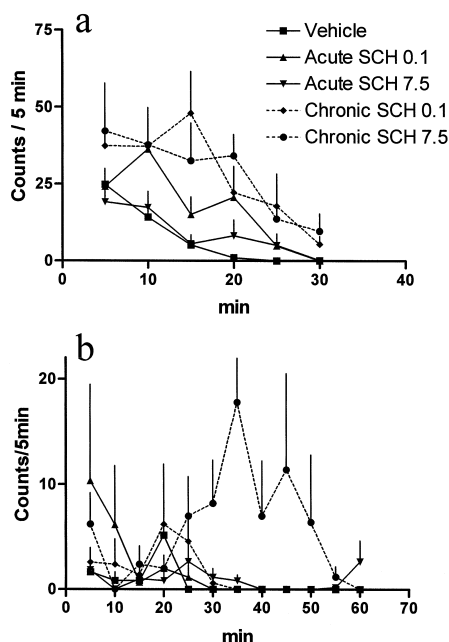 a
75
50
25
0
Counts / 5 min
0
10
20
30
40
min
Vehicle
Acute SCH 0.1
Acute SCH 7.5
Chronic SCH 0.1
Chronic SCH 7.5
b
20
10
0
Counts/5min
0
10
20
30
40
50
60
70
min